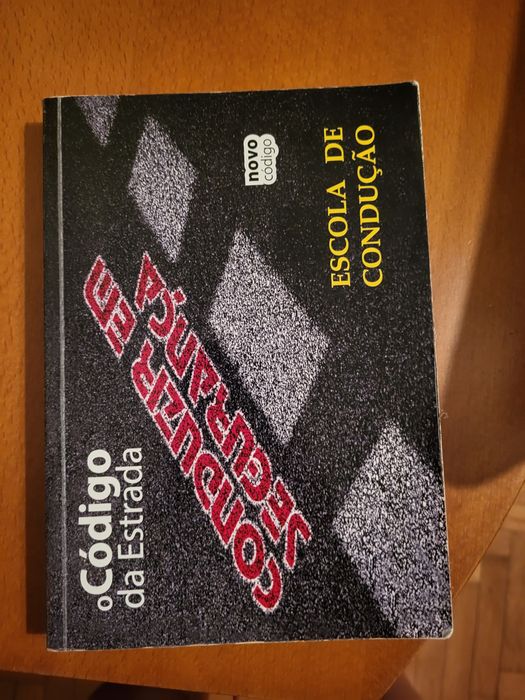 o Código
da Estrada
CONDUZIR EM
SEGURANÇA
novo
código
ESCOLA DE
CONDUÇÃO